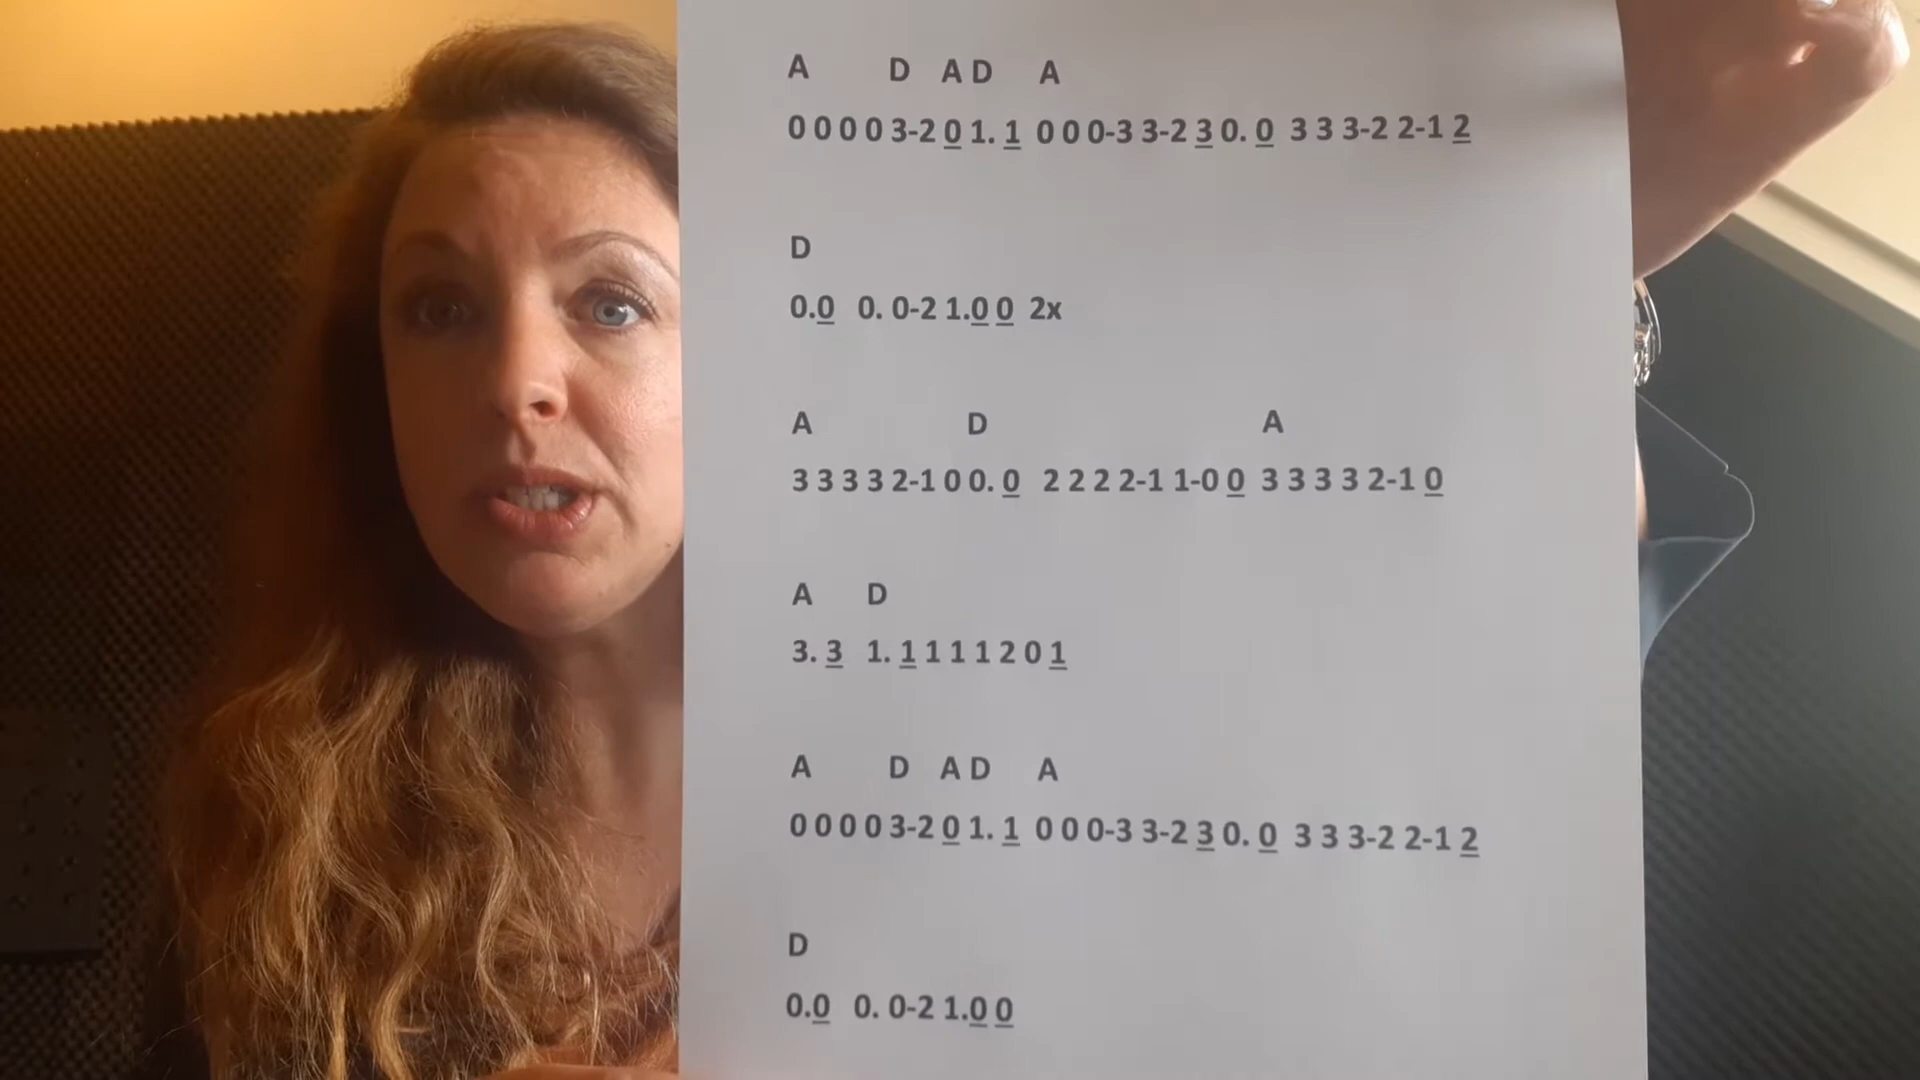 A D A D A
0 0 0 0 3-2 0 1. 1 0 0 0-3 3-2 3 0. 0 3 3 3-2 2-1 2
D
0.0 0. 0-2 1.0 0 2x
A D A
3 3 3 3 2-1 0 0. 0 2 2 2 2-1 1-0 0 3 3 3 3 2-1 0
A D
3. 3 1. 1 1 1 1 2 0 1
A D A D A
0 0 0 0 3-2 0 1. 1 0 0 0-3 3-2 3 0. 0 3 3 3-2 2-1 2
D
0.0 0. 0-2 1.0 0